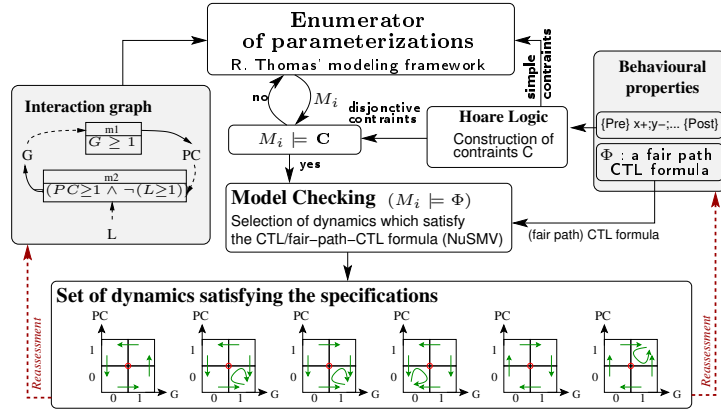 Enumerator
of parameterizations
R. Thomas' modeling framework
simple
constraints
Behavioural
properties
{Pre} x+;y−;... {Post}
Φ : a fair path
CTL formula
Interaction graph
m1
G ≥ 1
G
PC
m2
(PC≥1 ∧ ¬(L≥1))
L
no
M_i
disjonctive
contraints
Hoare Logic
Construction of
contraints C
M_i ⊨ C
yes
Model Checking (M_i ⊨ Φ)
Selection of dynamics which satisfy
the CTL/fair−path−CTL formula (NuSMV)
(fair path) CTL formula
Reassessment
Reassessment
Set of dynamics satisfying the specifications
PC PC PC PC PC PC
1 1 1 1 1 1
0 0 0 0 0 0
0 1 G 0 1 G 0 1 G 0 1 G 0 1 G 0 1 G